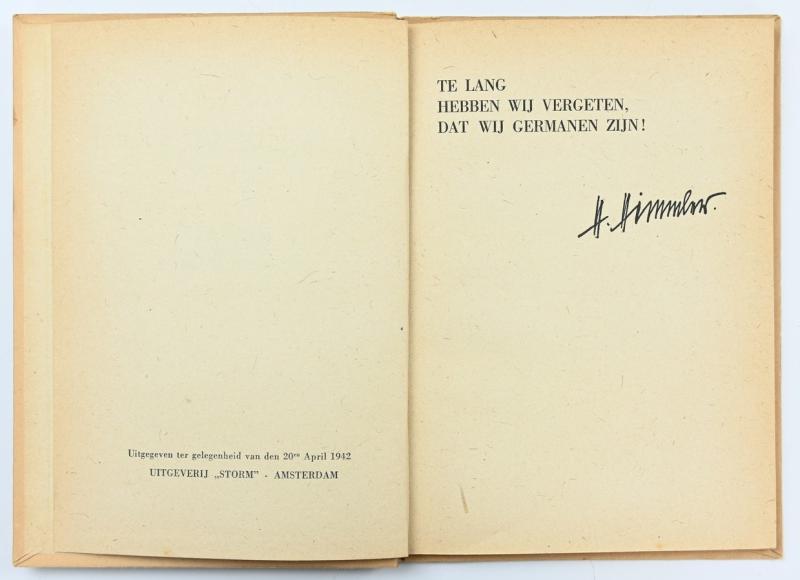 Uitgegeven ter gelegenheid van den 20en April 1942
UITGEVERIJ „STORM” - AMSTERDAM
TE LANG
HEBBEN WIJ VERGETEN,
DAT WIJ GERMANEN ZIJN!
H. Himmler.